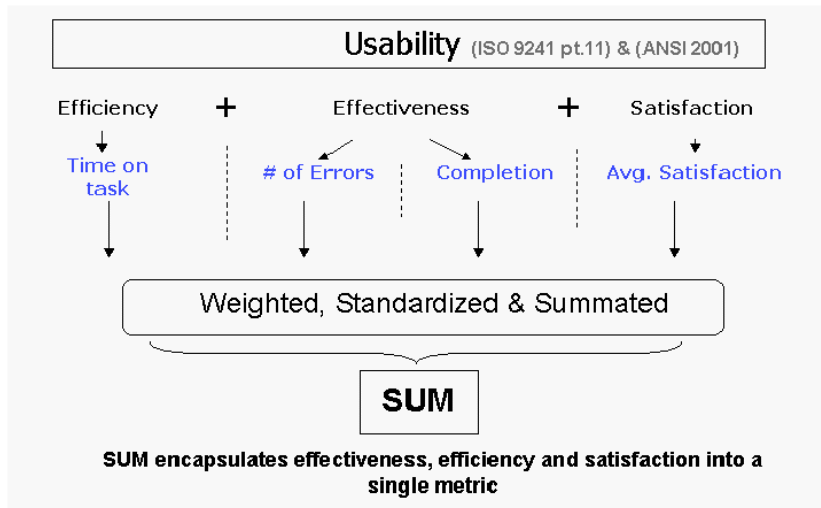 Usability (ISO 9241 pt.11) & (ANSI 2001)
Efficiency + Effectiveness + Satisfaction
Time on
task
# of Errors
Completion
Avg. Satisfaction
Weighted, Standardized & Summated
SUM
SUM encapsulates effectiveness, efficiency and satisfaction into a
single metric